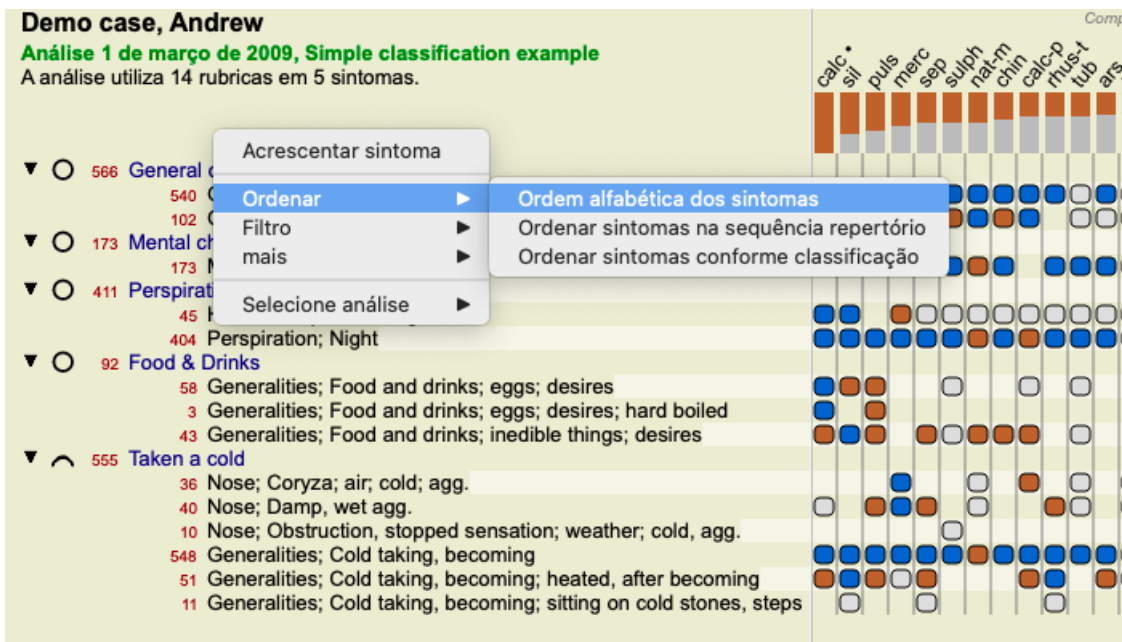 Demo case, Andrew
Análise 1 de março de 2009, Simple classification example
A análise utiliza 14 rubricas em 5 sintomas.
Comp
calc • sil puls merc sep sulph nat-m chin calc-p rhus-t tub ars
Acrescentar sintoma
Ordenar
Filtro
mais
Selecione análise
Ordem alfabética dos sintomas
Ordenar sintomas na sequência repertório
Ordenar sintomas conforme classificação
566 General
540
102
173 Mental
173
411 Perspirati
45
404 Perspiration; Night
92 Food & Drinks
58 Generalities; Food and drinks; eggs; desires
3 Generalities; Food and drinks; eggs; desires; hard boiled
43 Generalities; Food and drinks; inedible things; desires
555 Taken a cold
36 Nose; Coryza; air; cold; agg.
40 Nose; Damp, wet agg.
10 Nose; Obstruction, stopped sensation; weather; cold, agg.
548 Generalities; Cold taking, becoming
51 Generalities; Cold taking, becoming; heated, after becoming
11 Generalities; Cold taking, becoming; sitting on cold stones, steps